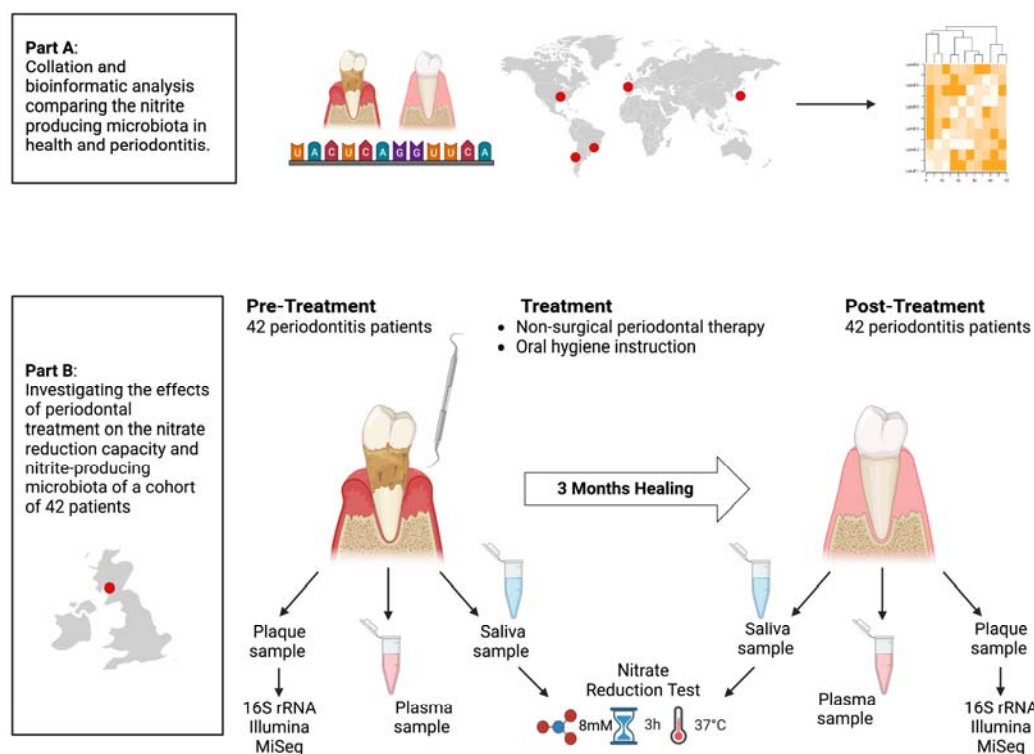 Part A:
Collation and
bioinformatic analysis
comparing the nitrite
producing microbiota in
health and periodontitis.
U A C U C A G G U U C A
Part B:
Investigating the effects
of periodontal
treatment on the nitrate
reduction capacity and
nitrite-producing
microbiota of a cohort
of 42 patients
Pre-Treatment
42 periodontitis patients
Treatment
• Non-surgical periodontal therapy
• Oral hygiene instruction
Post-Treatment
42 periodontitis patients
3 Months Healing
Plaque
sample
16S rRNA
Illumina
MiSeq
Plasma
sample
Saliva
sample
Nitrate
Reduction Test
8mM 3h 37°C
Saliva
sample
Plasma
sample
Plaque
sample
16S rRNA
Illumina
MiSeq